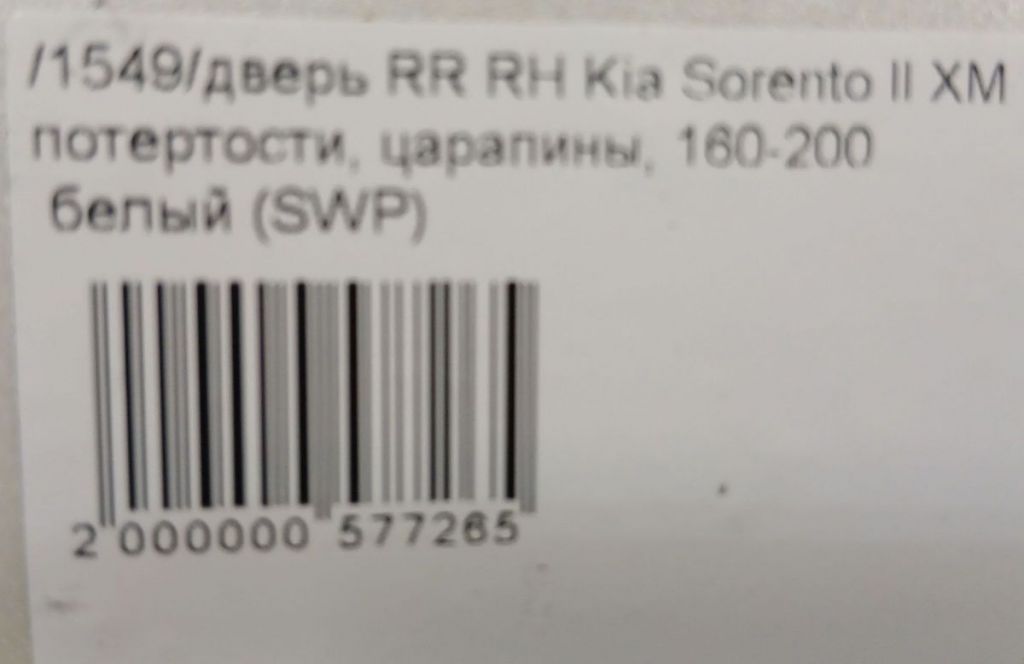 /1549/дверь RR RH Kia Sorento II XM
потертости, царапины, 160-200
белый (SWP)
2 000000 577265